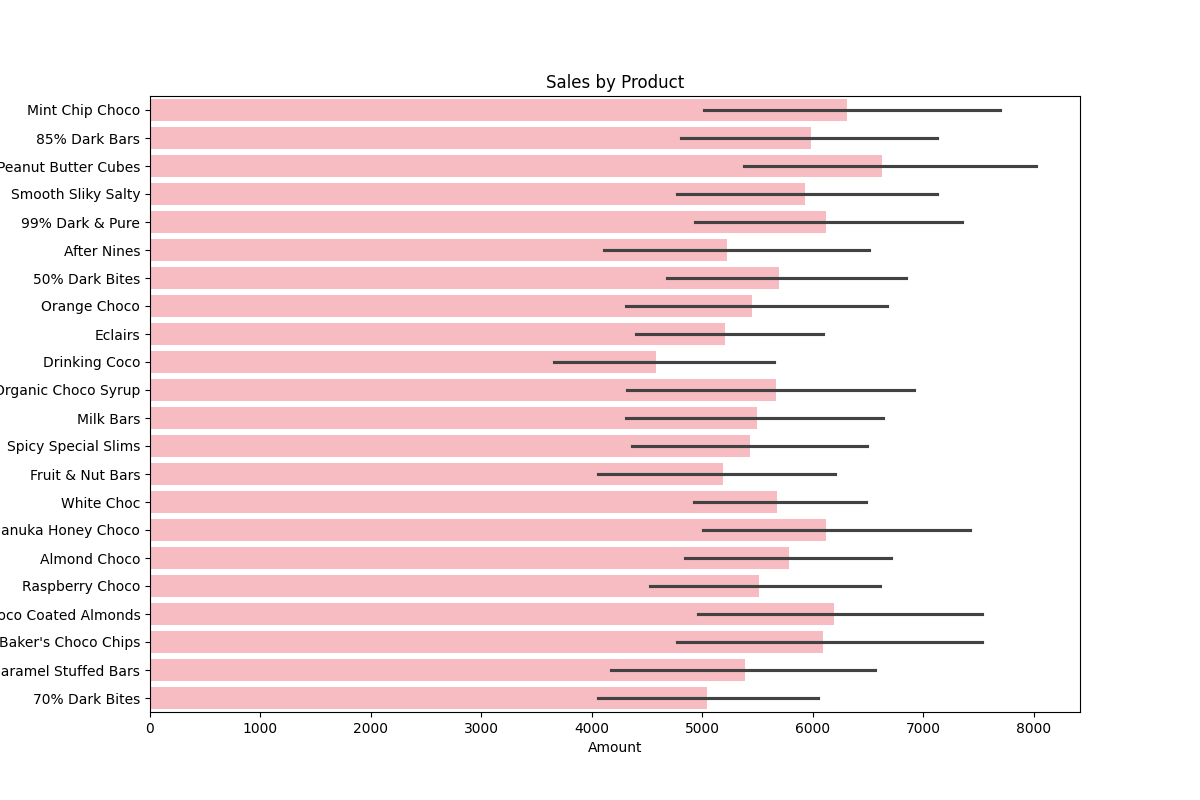 Sales by Product
Mint Chip Choco
85% Dark Bars
Peanut Butter Cubes
Smooth Sliky Salty
99% Dark & Pure
After Nines
50% Dark Bites
Orange Choco
Eclairs
Drinking Coco
Organic Choco Syrup
Milk Bars
Spicy Special Slims
Fruit & Nut Bars
White Choc
anuka Honey Choco
Almond Choco
Raspberry Choco
oco Coated Almonds
Baker's Choco Chips
aramel Stuffed Bars
70% Dark Bites
0 1000 2000 3000 4000 5000 6000 7000 8000
Amount